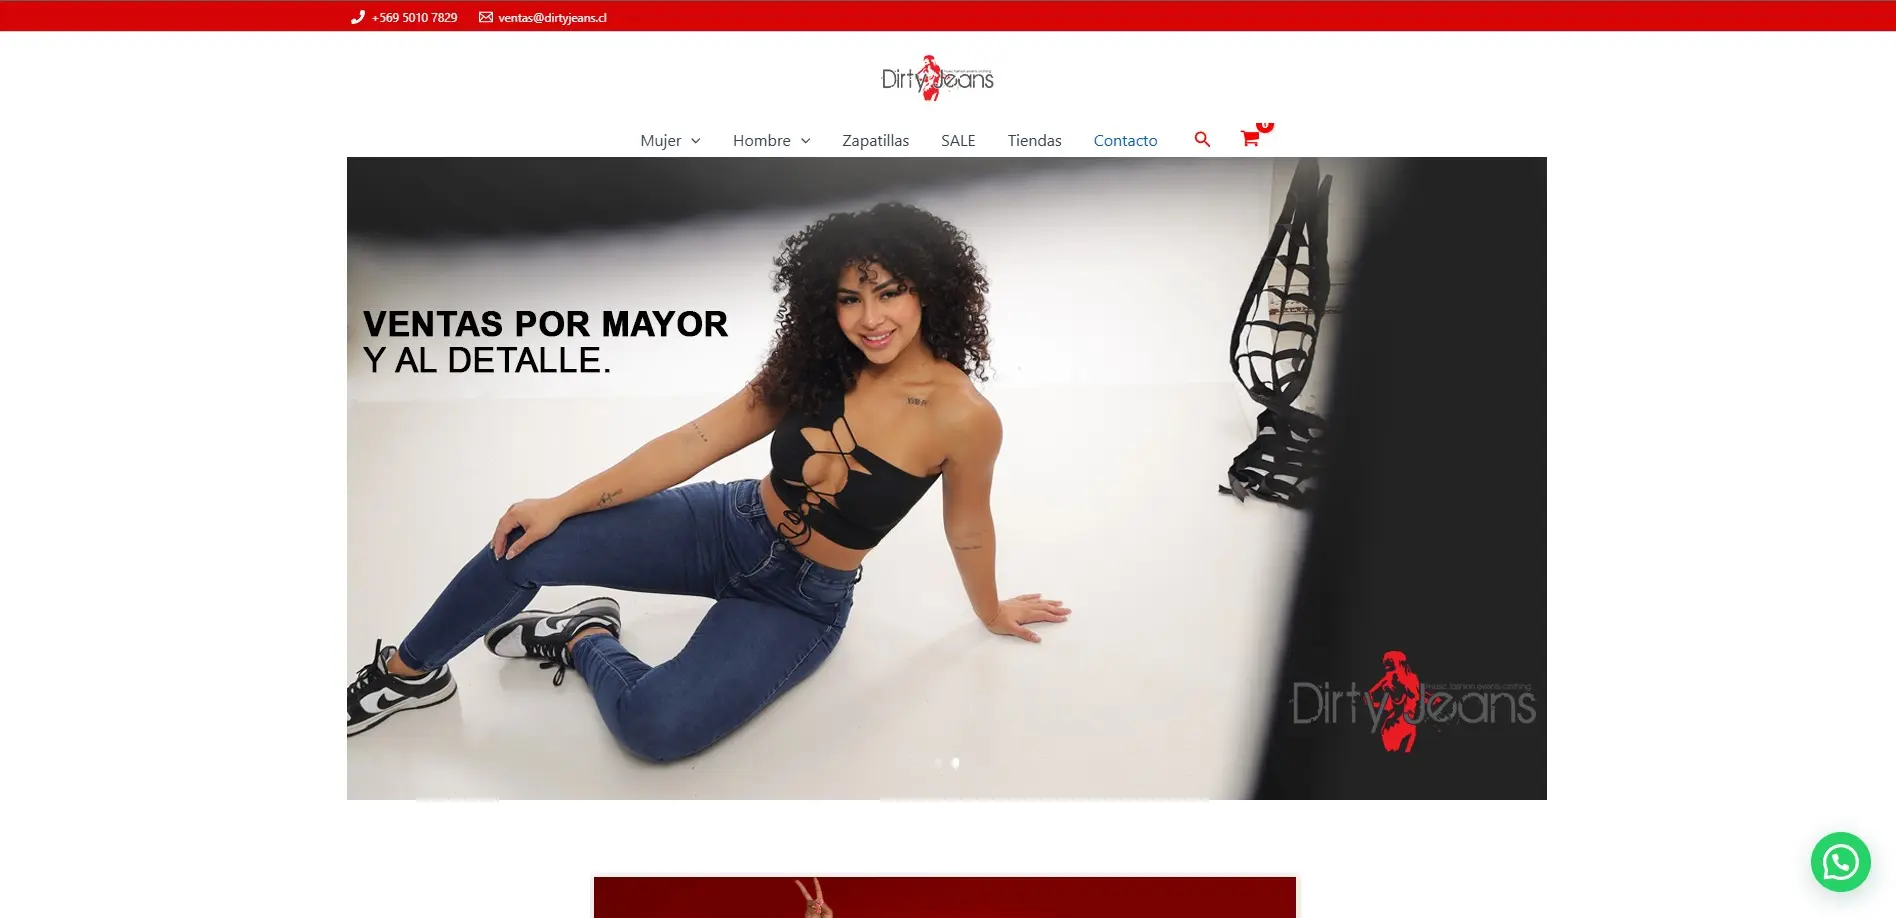 +569 5010 7829
ventas@dirtyjeans.cl
Dirty Jeans
Mujer
Hombre
Zapatillas
SALE
Tiendas
Contacto
0
VENTAS POR MAYOR
Y AL DETALLE.
music.fashion events clothing
Dirty Jeans